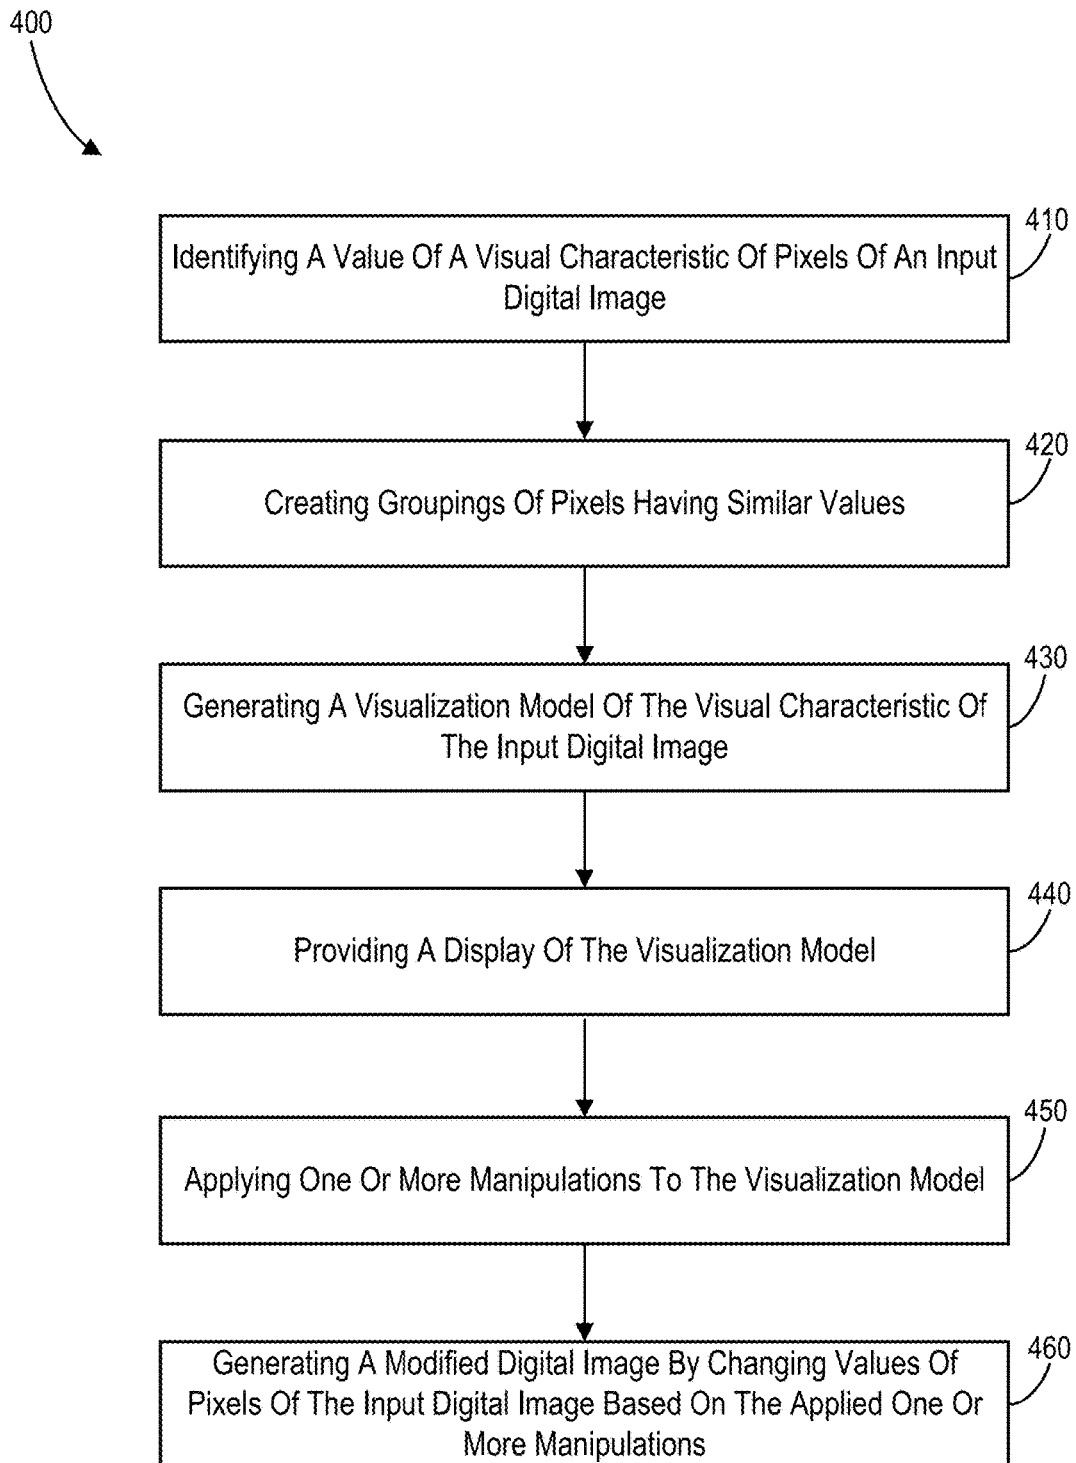 400
410
Identifying A Value Of A Visual Characteristic Of Pixels Of An Input
Digital Image
420
Creating Groupings Of Pixels Having Similar Values
430
Generating A Visualization Model Of The Visual Characteristic Of
The Input Digital Image
440
Providing A Display Of The Visualization Model
450
Applying One Or More Manipulations To The Visualization Model
460
Generating A Modified Digital Image By Changing Values Of
Pixels Of The Input Digital Image Based On The Applied One Or
More Manipulations